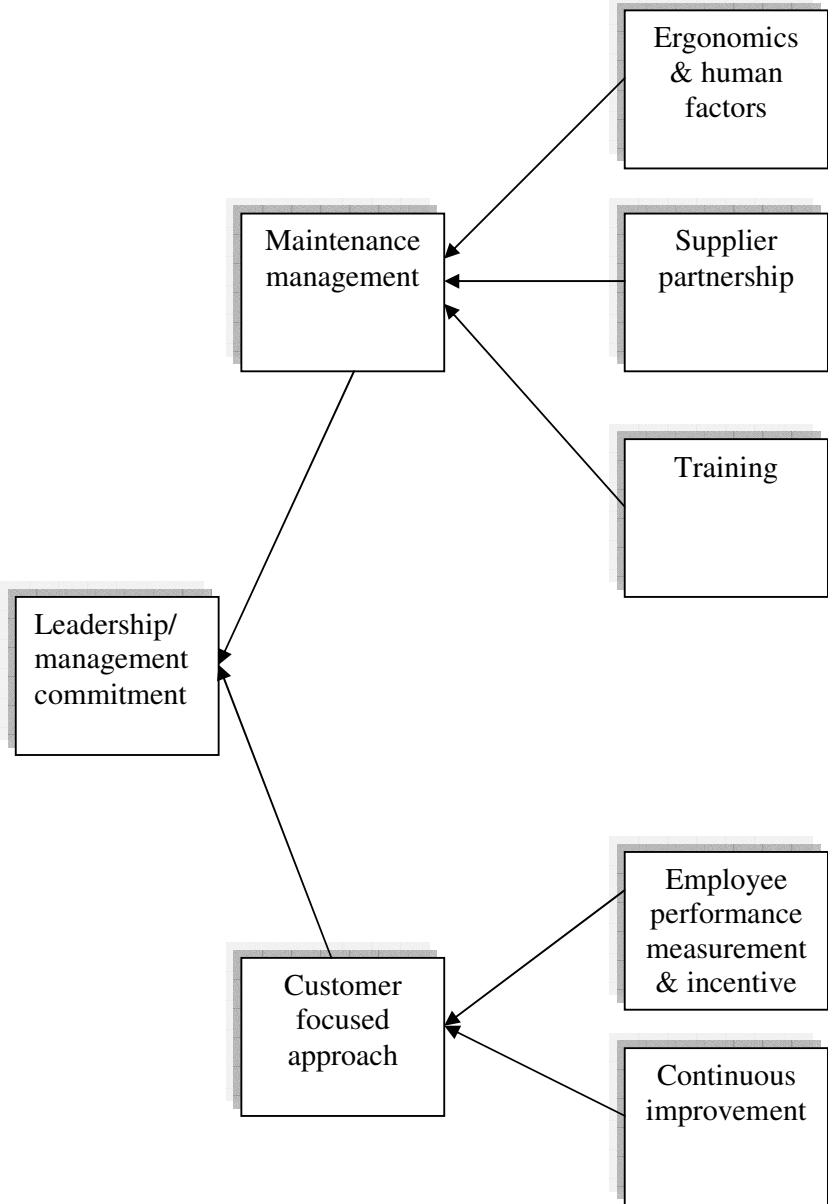 Ergonomics
& human
factors
Maintenance
management
Supplier
partnership
Training
Leadership/
management
commitment
Employee
performance
measurement
& incentive
Customer
focused
approach
Continuous
improvement